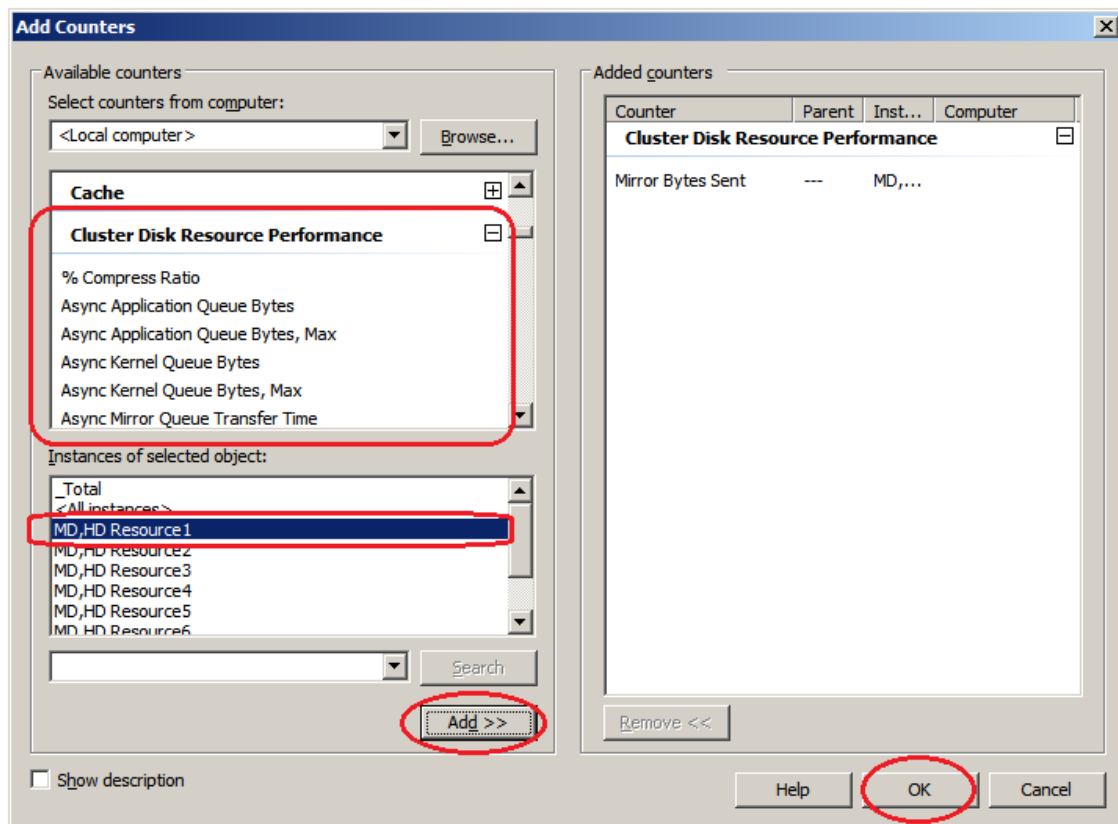 Add Counters
Available counters
Select counters from computer:
<Local computer>
Browse...
Cache
Cluster Disk Resource Performance
% Compress Ratio
Async Application Queue Bytes
Async Application Queue Bytes, Max
Async Kernel Queue Bytes
Async Kernel Queue Bytes, Max
Async Mirror Queue Transfer Time
Instances of selected object:
_Total
<All instances>
MD,HD Resource1
MD,HD Resource2
MD,HD Resource3
MD,HD Resource4
MD,HD Resource5
MD,HD Resource6
Search
Add >>
Show description
Added counters
Counter Parent Inst... Computer
Cluster Disk Resource Performance
Mirror Bytes Sent --- MD,...
Remove <<
Help OK Cancel